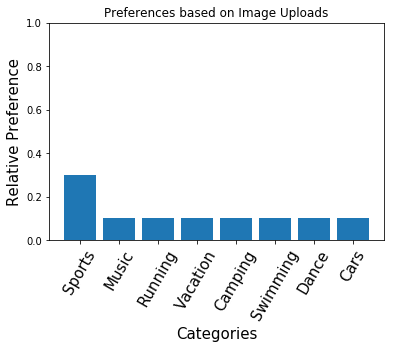 Preferences based on Image Uploads
1.0
0.8
0.6
0.4
0.2
0.0
Relative Preference
Sports
Music
Running
Vacation
Camping
Swimming
Dance
Cars
Categories